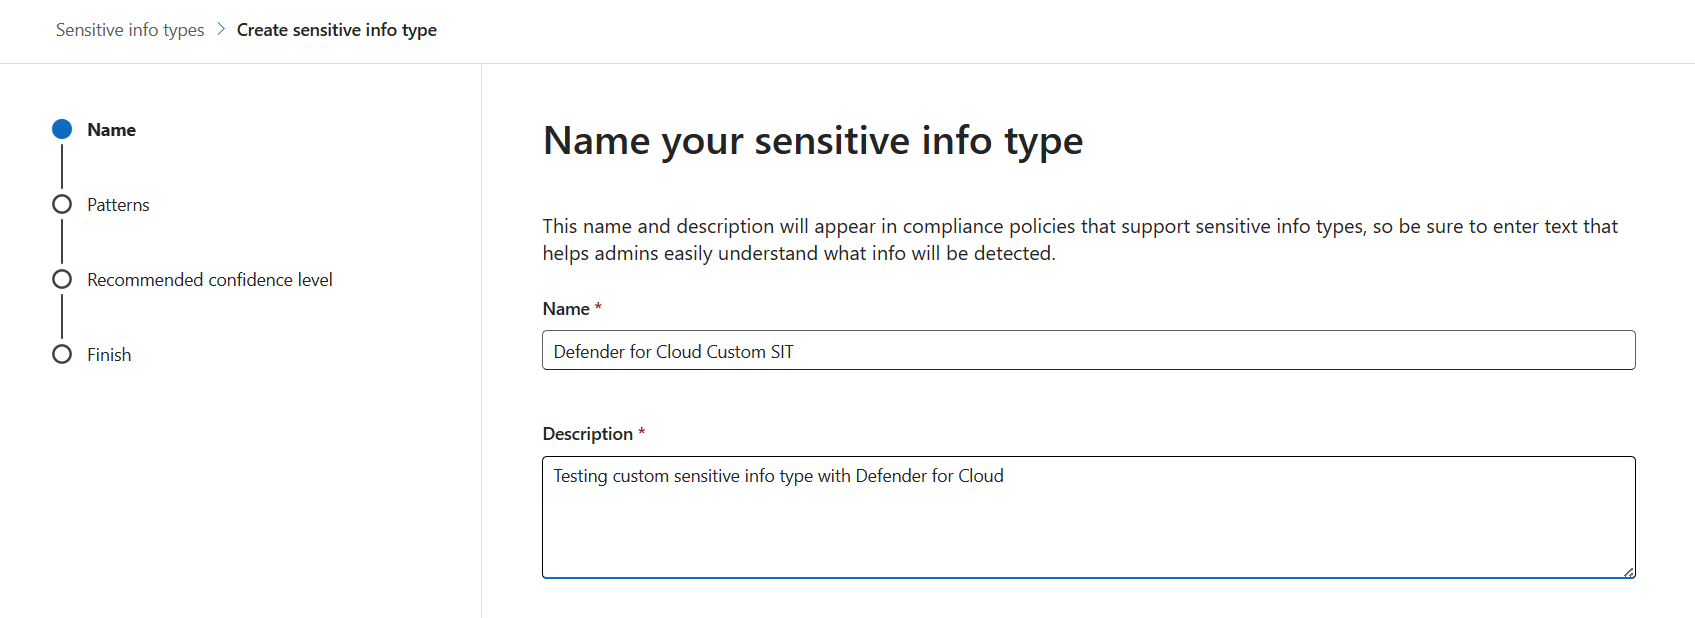 Sensitive info types > Create sensitive info type
Name
Patterns
Recommended confidence level
Finish
Name your sensitive info type
This name and description will appear in compliance policies that support sensitive info types, so be sure to enter text that
helps admins easily understand what info will be detected.
Name *
Defender for Cloud Custom SIT
Description *
Testing custom sensitive info type with Defender for Cloud